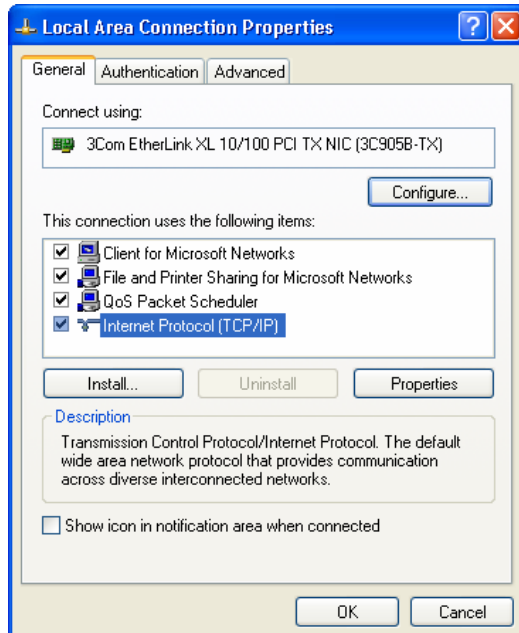 Local Area Connection Properties
General Authentication Advanced
Connect using:
3Com EtherLink XL 10/100 PCI TX NIC (3C905B-TX)
Configure...
This connection uses the following items:
Client for Microsoft Networks
File and Printer Sharing for Microsoft Networks
QoS Packet Scheduler
Internet Protocol (TCP/IP)
Install... Uninstall Properties
Description
Transmission Control Protocol/Internet Protocol. The default
wide area network protocol that provides communication
across diverse interconnected networks.
Show icon in notification area when connected
OK Cancel